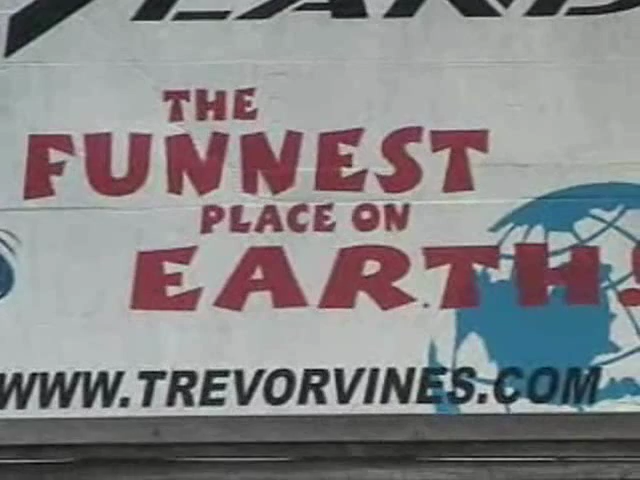 THE
FUNNEST
PLACE ON
EARTH!
WWW.TREVORVINES.COM